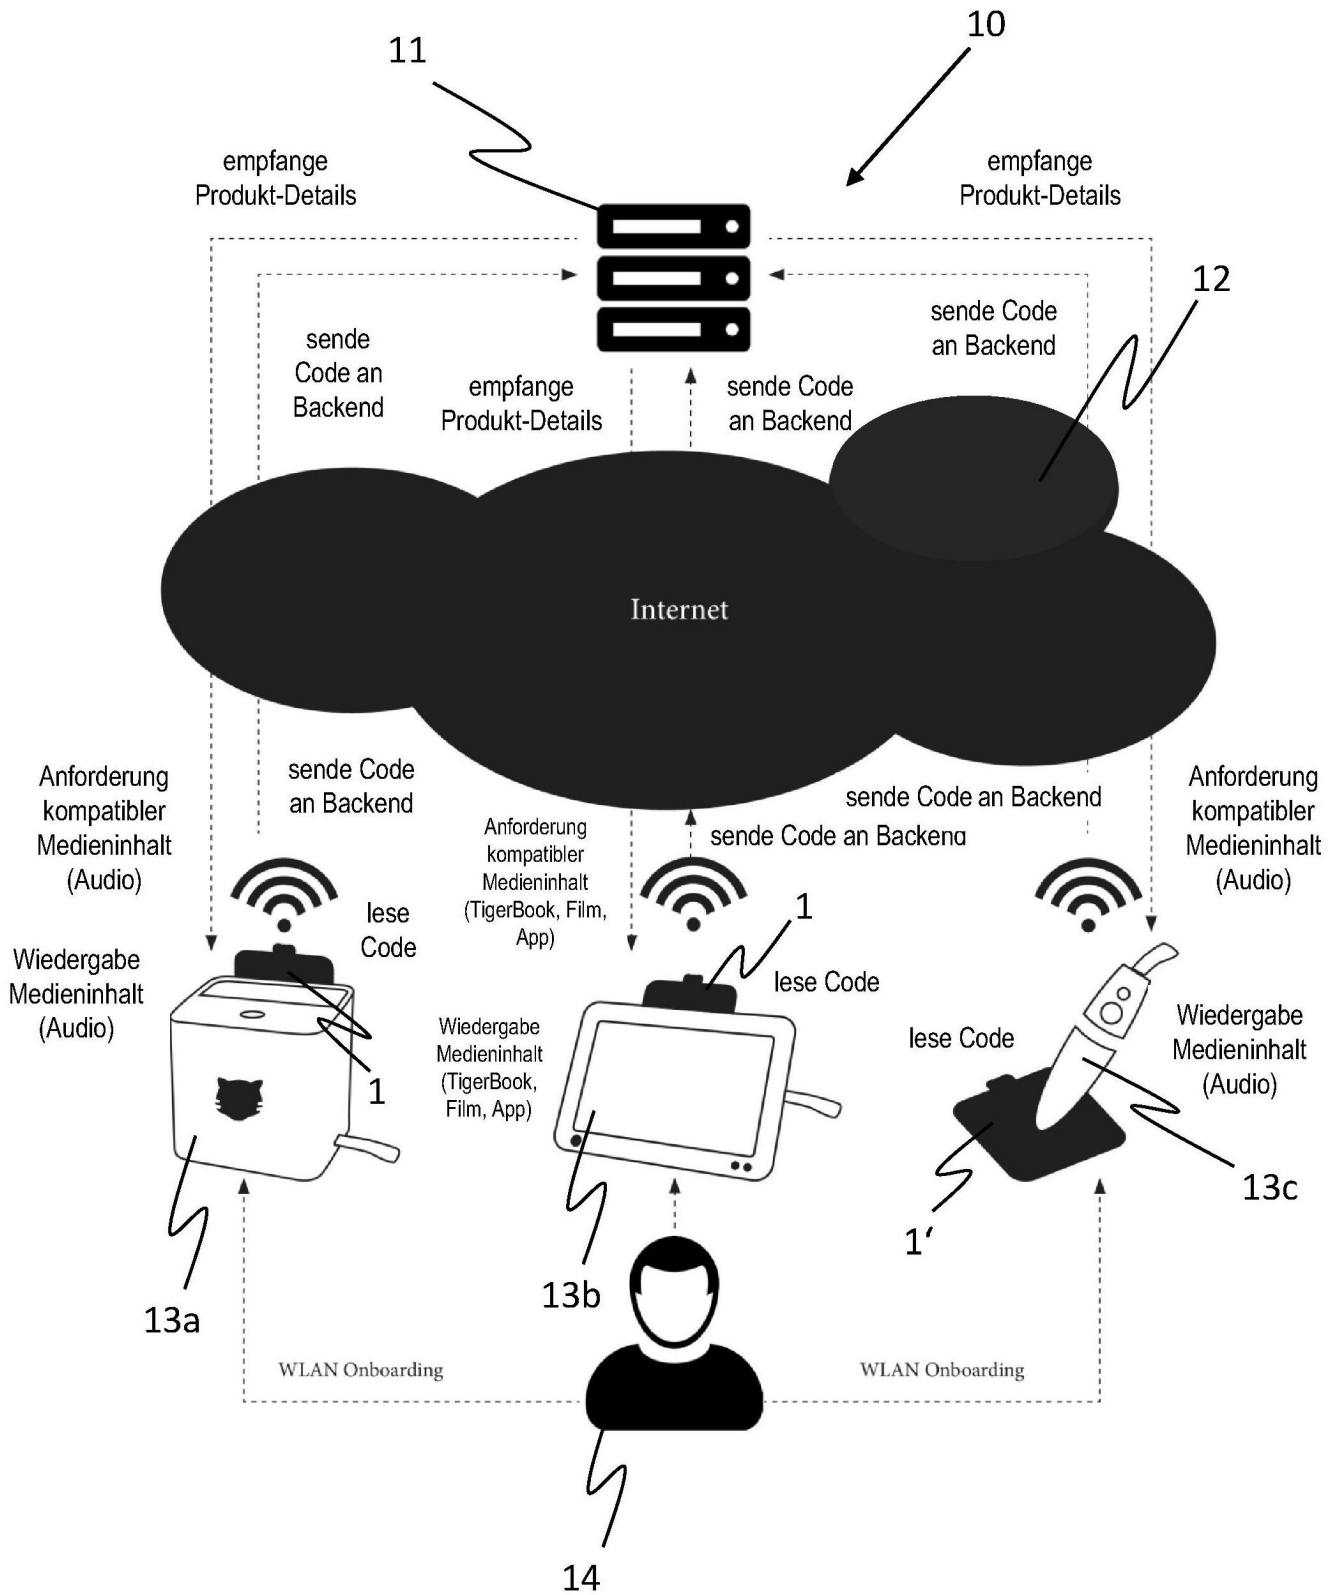 10
11
empfange
Produkt-Details
empfange
Produkt-Details
12
sende
Code an
Backend
sende Code
an Backend
empfange
Produkt-Details
sende Code
an Backend
Internet
Anforderung
kompatibler
Medieninhalt
(Audio)
sende Code
an Backend
Anforderung
kompatibler
Medieninhalt
(TigerBook, Film,
App)
sende Code an Backend
sende Code an Backend
Anforderung
kompatibler
Medieninhalt
(Audio)
lese
Code
1
lese Code
Wiedergabe
Medieninhalt
(Audio)
1
Wiedergabe
Medieninhalt
(TigerBook,
Film, App)
lese Code
Wiedergabe
Medieninhalt
(Audio)
13a
13b
1‘
13c
WLAN Onboarding
WLAN Onboarding
14